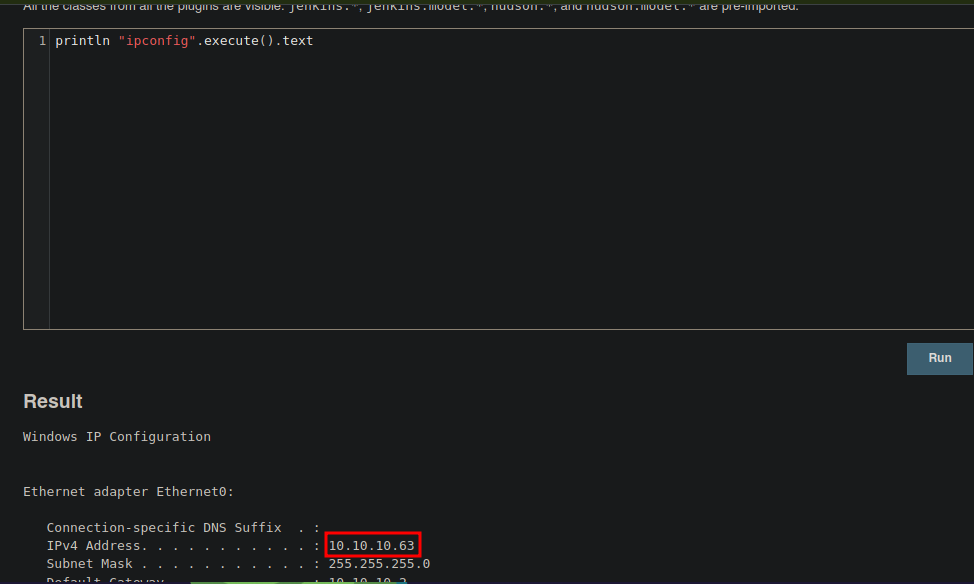 All the classes from all the plugins are visible. jenkins.*, jenkins.model.*, hudson.*, and hudson.model.* are pre-imported.
1 println "ipconfig".execute().text
Run
Result
Windows IP Configuration
Ethernet adapter Ethernet0:
Connection-specific DNS Suffix . :
IPv4 Address. . . . . . . . . . . : 10.10.10.63
Subnet Mask . . . . . . . . . . . : 255.255.255.0
Default Gateway . . . . . . . . . : 10.10.10.2